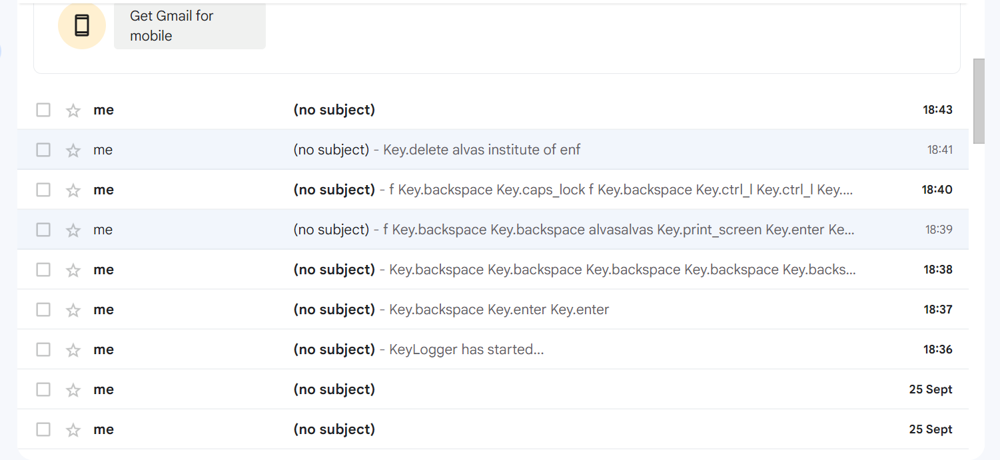 Get Gmail for
mobile
me (no subject) 18:43
me (no subject) - Key.delete alvas institute of enf 18:41
me (no subject) - f Key.backspace Key.caps_lock f Key.backspace Key.ctrl_l Key.ctrl_l Key.... 18:40
me (no subject) - f Key.backspace Key.backspace alvasalvas Key.print_screen Key.enter Ke... 18:39
me (no subject) - Key.backspace Key.backspace Key.backspace Key.backspace Key.backs... 18:38
me (no subject) - Key.backspace Key.enter Key.enter 18:37
me (no subject) - KeyLogger has started... 18:36
me (no subject) 25 Sept
me (no subject) 25 Sept